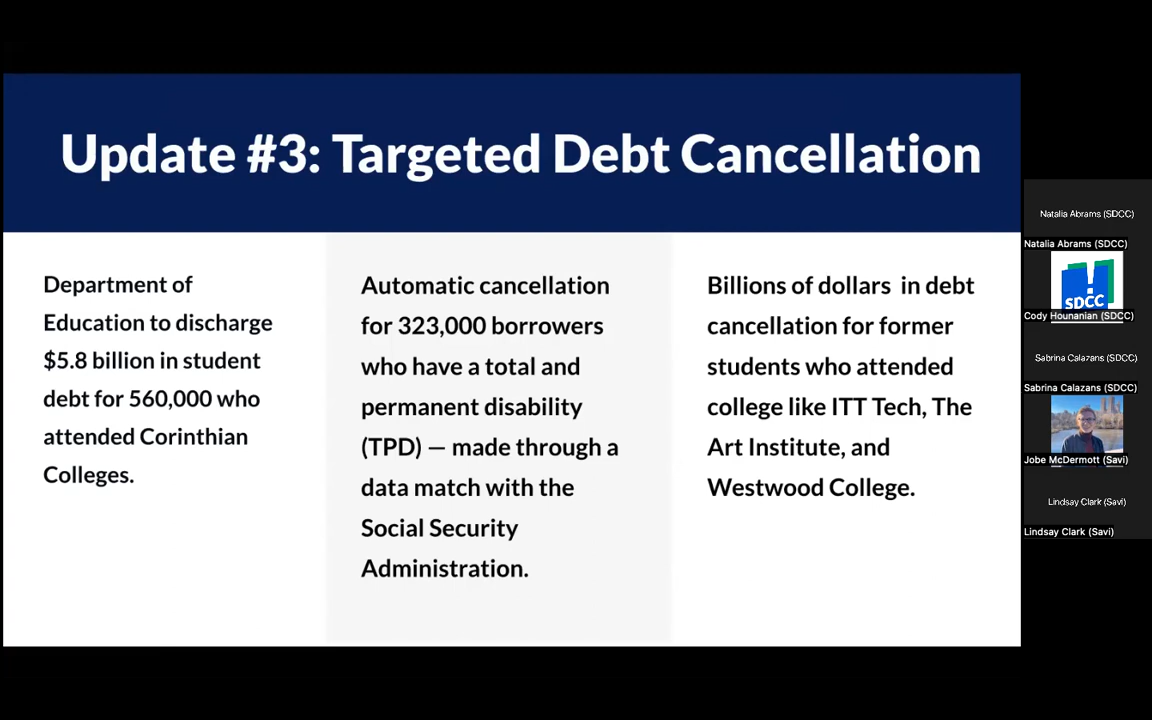 Update #3: Targeted Debt Cancellation
Department of
Education to discharge
$5.8 billion in student
debt for 560,000 who
attended Corinthian
Colleges.
Automatic cancellation
for 323,000 borrowers
who have a total and
permanent disability
(TPD) — made through a
data match with the
Social Security
Administration.
Billions of dollars  in debt
cancellation for former
students who attended
college like ITT Tech, The
Art Institute, and
Westwood College.
Natalia Abrams (SDCC)
Natalia Abrams (SDCC)
SDCC
Cody Hounanian (SDCC)
Sabrina Calazans (SDCC)
Sabrina Calazans (SDCC)
Jobe McDermott (Savi)
Lindsay Clark (Savi)
Lindsay Clark (Savi)